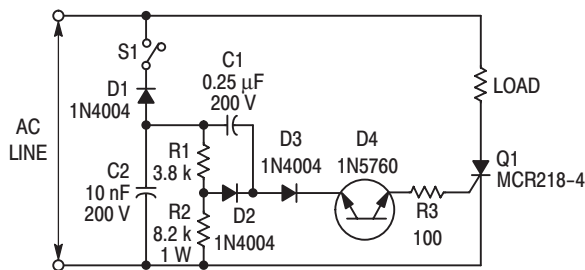 S1
C1
0.25 μF
200 V
D1
1N4004
LOAD
AC
LINE
D3
1N4004
D4
1N5760
Q1
MCR218–4
C2
10 nF
200 V
R1
3.8 k
R2
8.2 k
1 W
D2
1N4004
R3
100